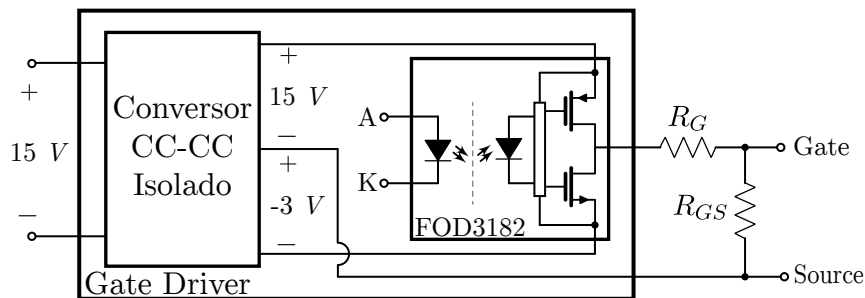 +
15 V
−
Conversor
CC-CC
Isolado
+
15 V
−
+
-3 V
−
A
K
FOD3182
Gate Driver
R_G
R_GS
Gate
Source